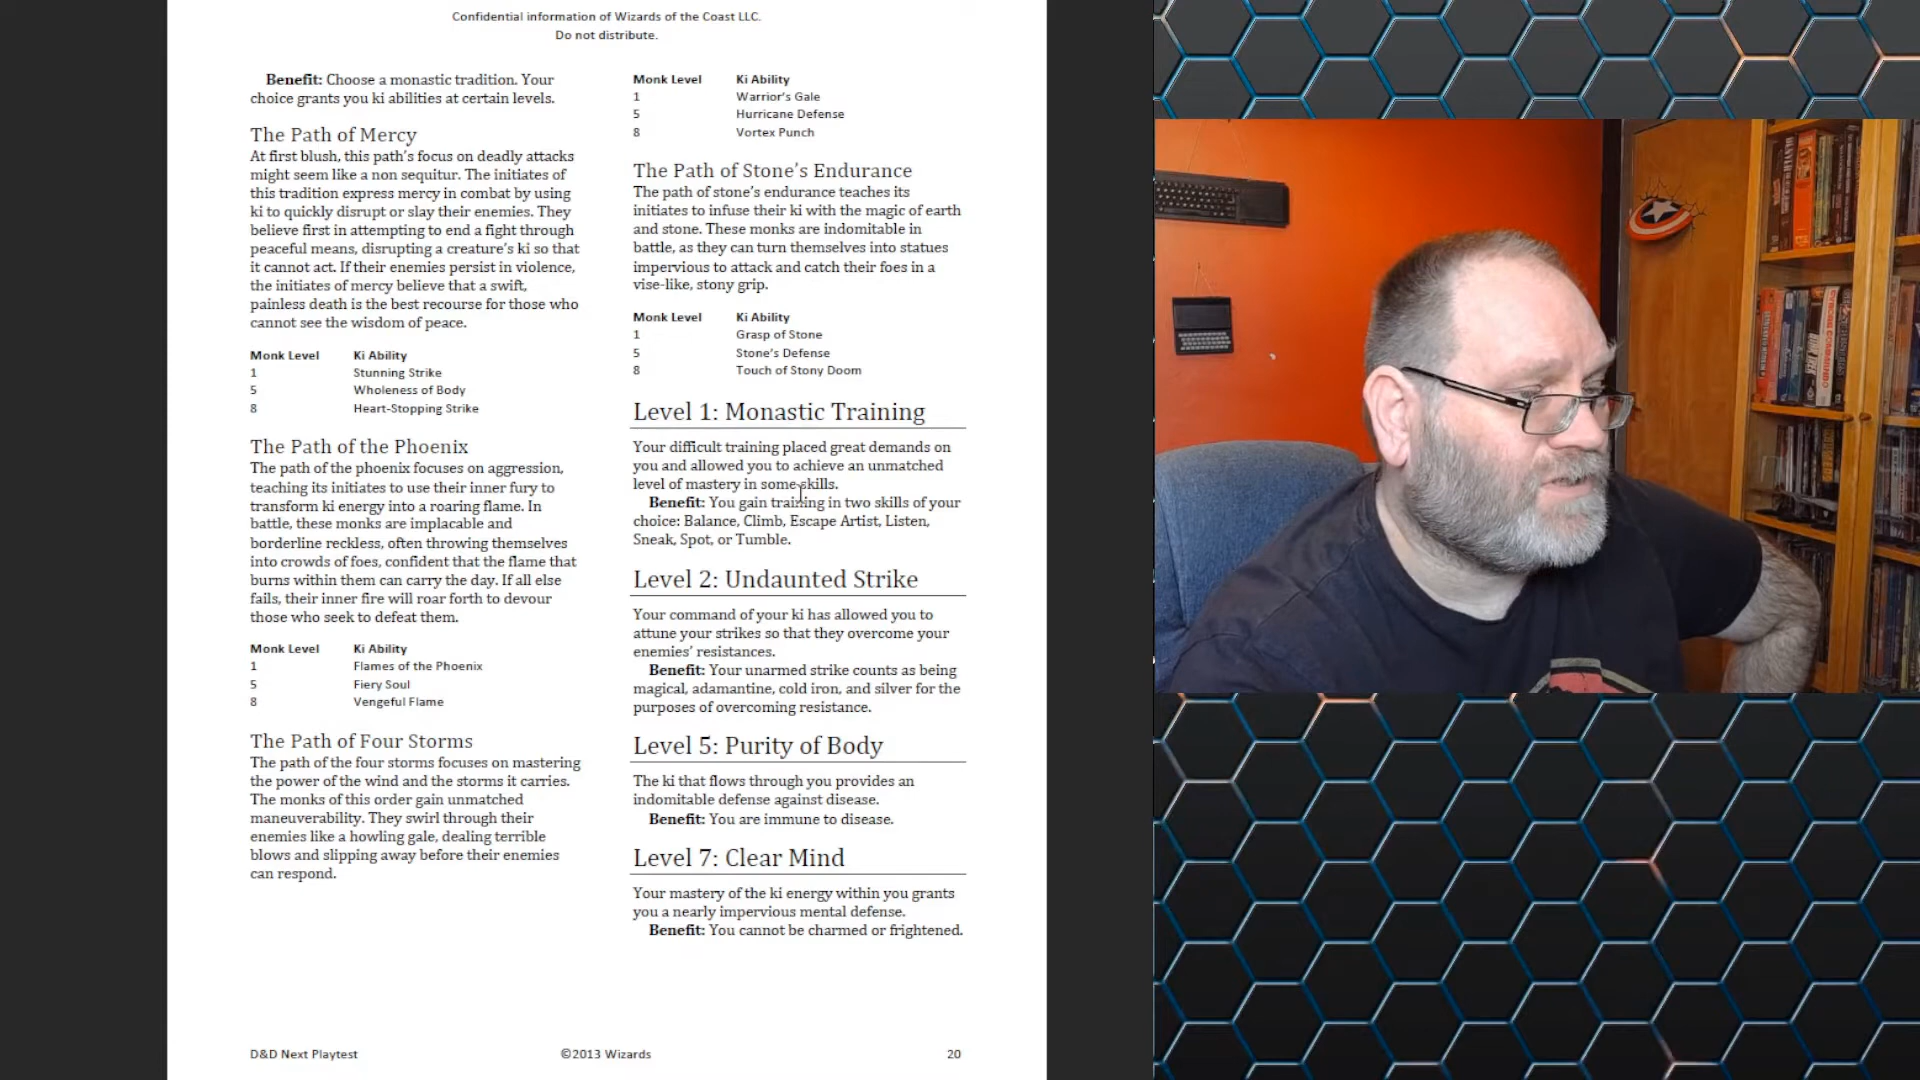 Confidential information of Wizards of the Coast LLC.
Do not distribute.
Benefit: Choose a monastic tradition. Your
choice grants you ki abilities at certain levels.
The Path of Mercy
At first blush, this path's focus on deadly attacks
might seem like a non sequitur. The initiates of
this tradition express mercy in combat by using
ki to quickly disrupt or slay their enemies. They
believe first in attempting to end a fight through
peaceful means, disrupting a creature's ki so that
it cannot act. If their enemies persist in violence,
the initiates of mercy believe that a swift,
painless death is the best recourse for those who
cannot see the wisdom of peace.
Monk Level Ki Ability
1 Stunning Strike
5 Wholeness of Body
8 Heart-Stopping Strike
The Path of the Phoenix
The path of the phoenix focuses on aggression,
teaching its initiates to use their inner fury to
transform ki energy into a roaring flame. In
battle, these monks are implacable and
borderline reckless, often throwing themselves
into crowds of foes, confident that the flame that
burns within them can carry the day. If all else
fails, their inner fire will roar forth to devour
those who seek to defeat them.
Monk Level Ki Ability
1 Flames of the Phoenix
5 Fiery Soul
8 Vengeful Flame
The Path of Four Storms
The path of the four storms focuses on mastering
the power of the wind and the storms it carries.
The monks of this order gain unmatched
maneuverability. They swirl through their
enemies like a howling gale, dealing terrible
blows and slipping away before their enemies
can respond.
Monk Level Ki Ability
1 Warrior's Gale
5 Hurricane Defense
8 Vortex Punch
The Path of Stone's Endurance
The path of stone's endurance teaches its
initiates to infuse their ki with the magic of earth
and stone. These monks are indomitable in
battle, as they can turn themselves into statues
impervious to attack and catch their foes in a
vise-like, stony grip.
Monk Level Ki Ability
1 Grasp of Stone
5 Stone's Defense
8 Touch of Stony Doom
Level 1: Monastic Training
Your difficult training placed great demands on
you and allowed you to achieve an unmatched
level of mastery in some skills.
Benefit: You gain training in two skills of your
choice: Balance, Climb, Escape Artist, Listen,
Sneak, Spot, or Tumble.
Level 2: Undaunted Strike
Your command of your ki has allowed you to
attune your strikes so that they overcome your
enemies' resistances.
Benefit: Your unarmed strike counts as being
magical, adamantine, cold iron, and silver for the
purposes of overcoming resistance.
Level 5: Purity of Body
The ki that flows through you provides an
indomitable defense against disease.
Benefit: You are immune to disease.
Level 7: Clear Mind
Your mastery of the ki energy within you grants
you a nearly impervious mental defense.
Benefit: You cannot be charmed or frightened.
D&D Next Playtest ©2013 Wizards 20